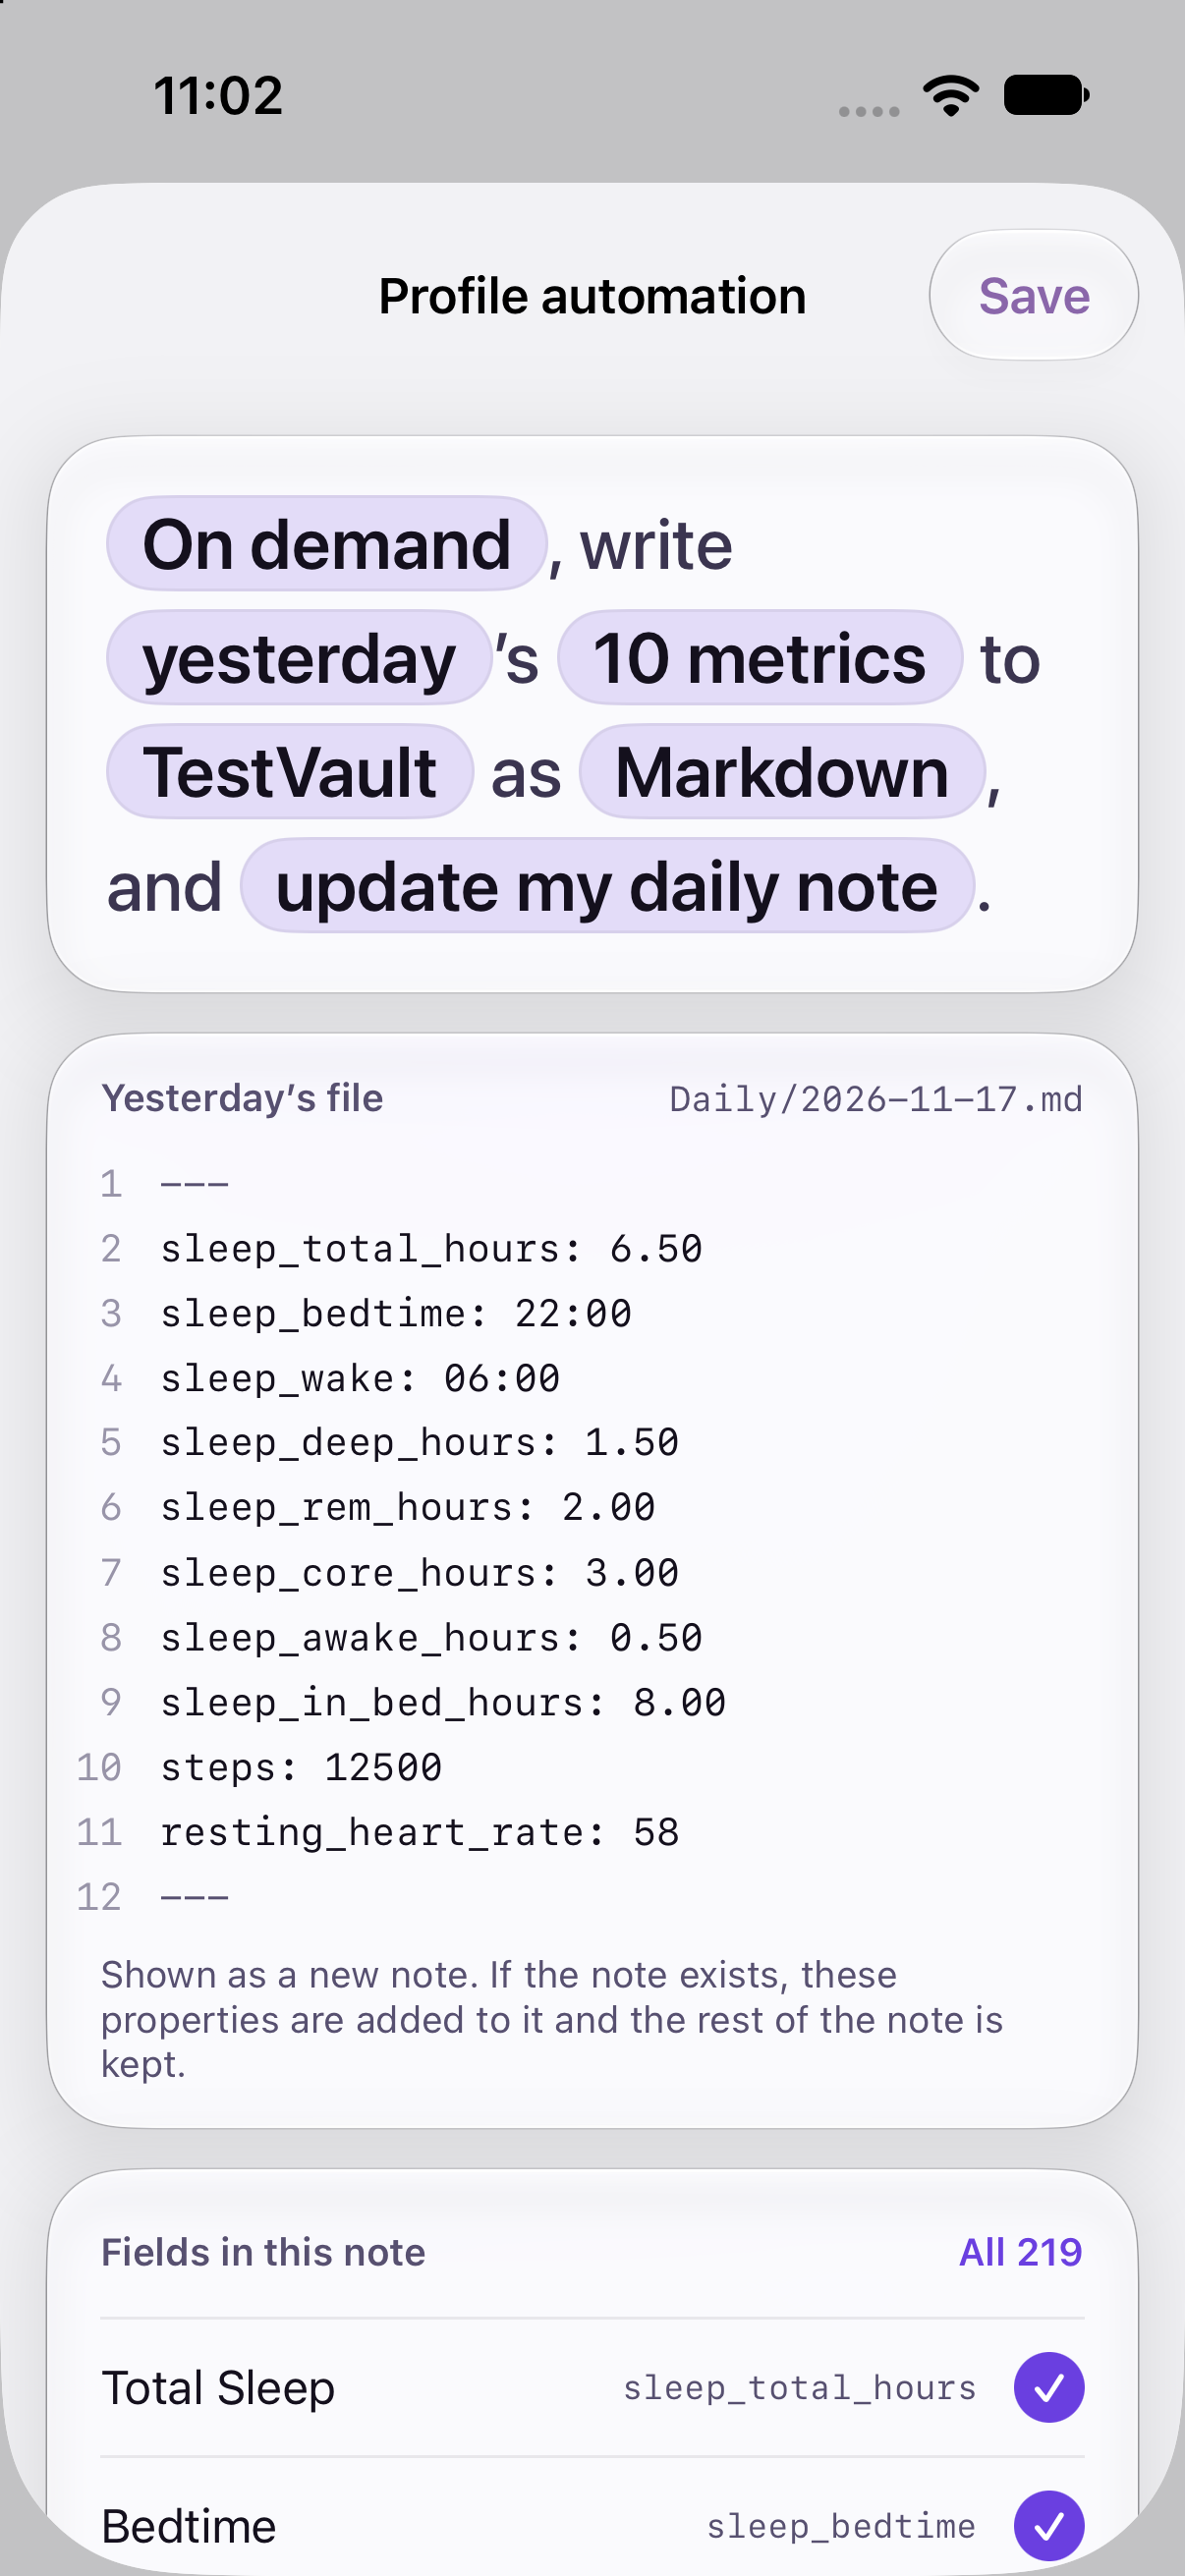 11:02
Profile automation
Save
On demand, write
yesterday’s 10 metrics to
TestVault as Markdown,
and update my daily note.
Yesterday’s file
Daily/2026-11-17.md
1 ---
2 sleep_total_hours: 6.50
3 sleep_bedtime: 22:00
4 sleep_wake: 06:00
5 sleep_deep_hours: 1.50
6 sleep_rem_hours: 2.00
7 sleep_core_hours: 3.00
8 sleep_awake_hours: 0.50
9 sleep_in_bed_hours: 8.00
10 steps: 12500
11 resting_heart_rate: 58
12 ---
Shown as a new note. If the note exists, these
properties are added to it and the rest of the note is
kept.
Fields in this note
All 219
Total Sleep sleep_total_hours
Bedtime sleep_bedtime